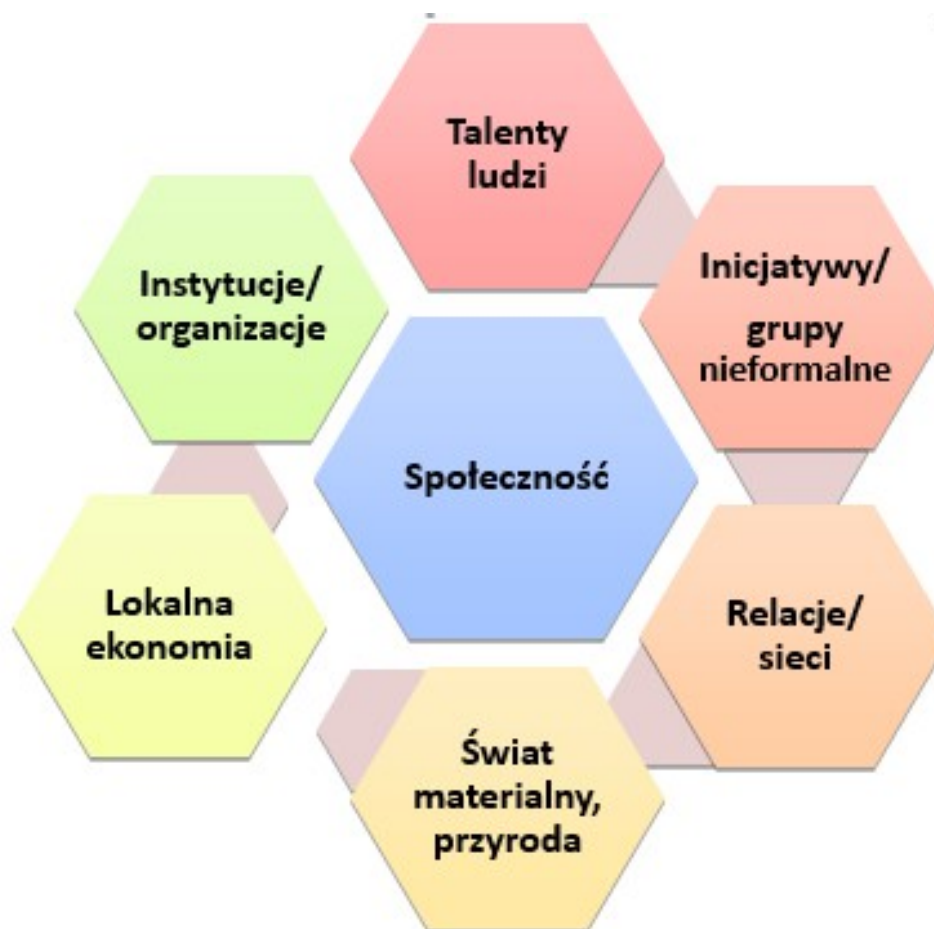 Talenty
ludzi
Inicjatywy/
grupy
nieformalne
Relacje/
sieci
Świat
materialny,
przyroda
Lokalna
ekonomia
Instytucje/
organizacje
Społeczność